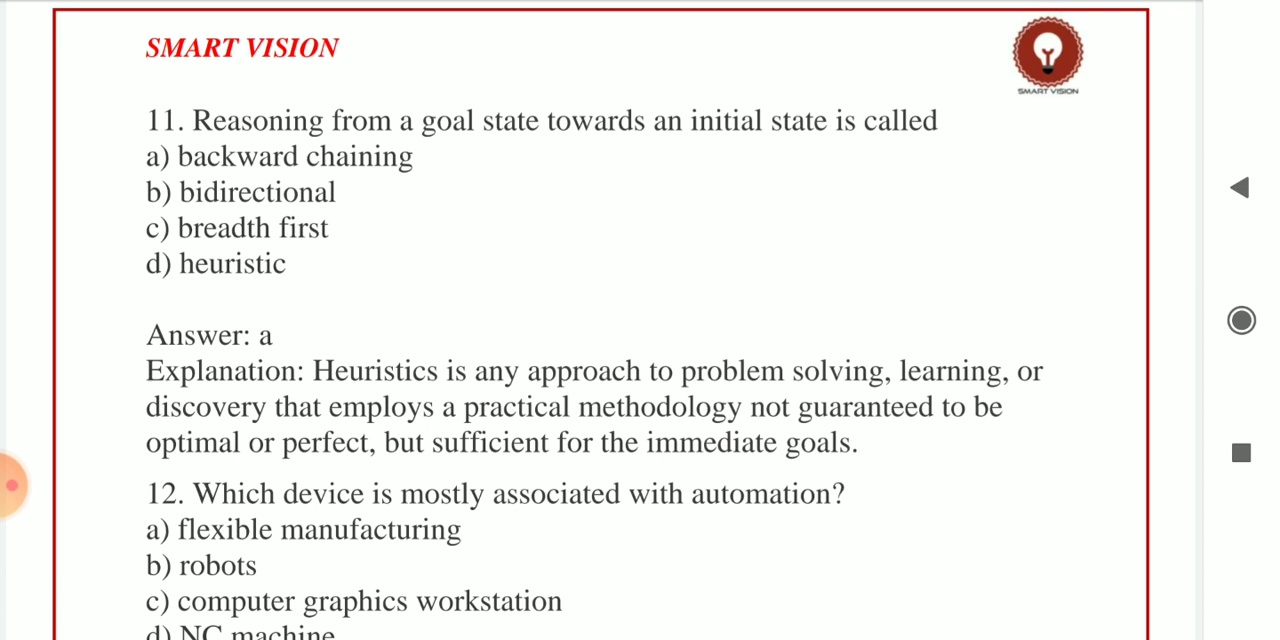 SMART VISION
SMART VISION
11. Reasoning from a goal state towards an initial state is called
a) backward chaining
b) bidirectional
c) breadth first
d) heuristic
Answer: a
Explanation: Heuristics is any approach to problem solving, learning, or
discovery that employs a practical methodology not guaranteed to be
optimal or perfect, but sufficient for the immediate goals.
12. Which device is mostly associated with automation?
a) flexible manufacturing
b) robots
c) computer graphics workstation
d) NC machine